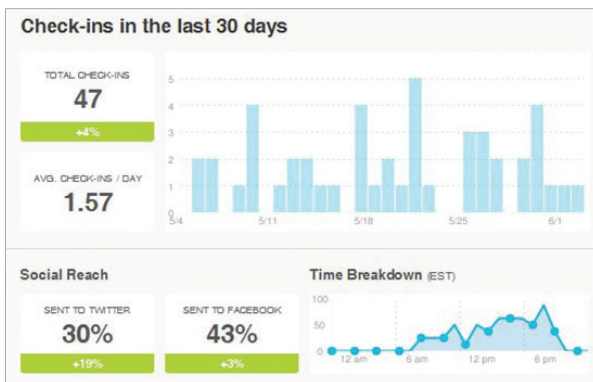 Check-ins in the last 30 days
TOTAL CHECK-INS
47
+4%
AVG. CHECK-INS / DAY
1.57
5
4
3
2
1
0
5/4 5/11 5/18 5/25 6/1
Social Reach
SENT TO TWITTER
30%
+19%
SENT TO FACEBOOK
43%
+3%
Time Breakdown (EST)
100
50
0
12 am 6 am 12 pm 6 pm